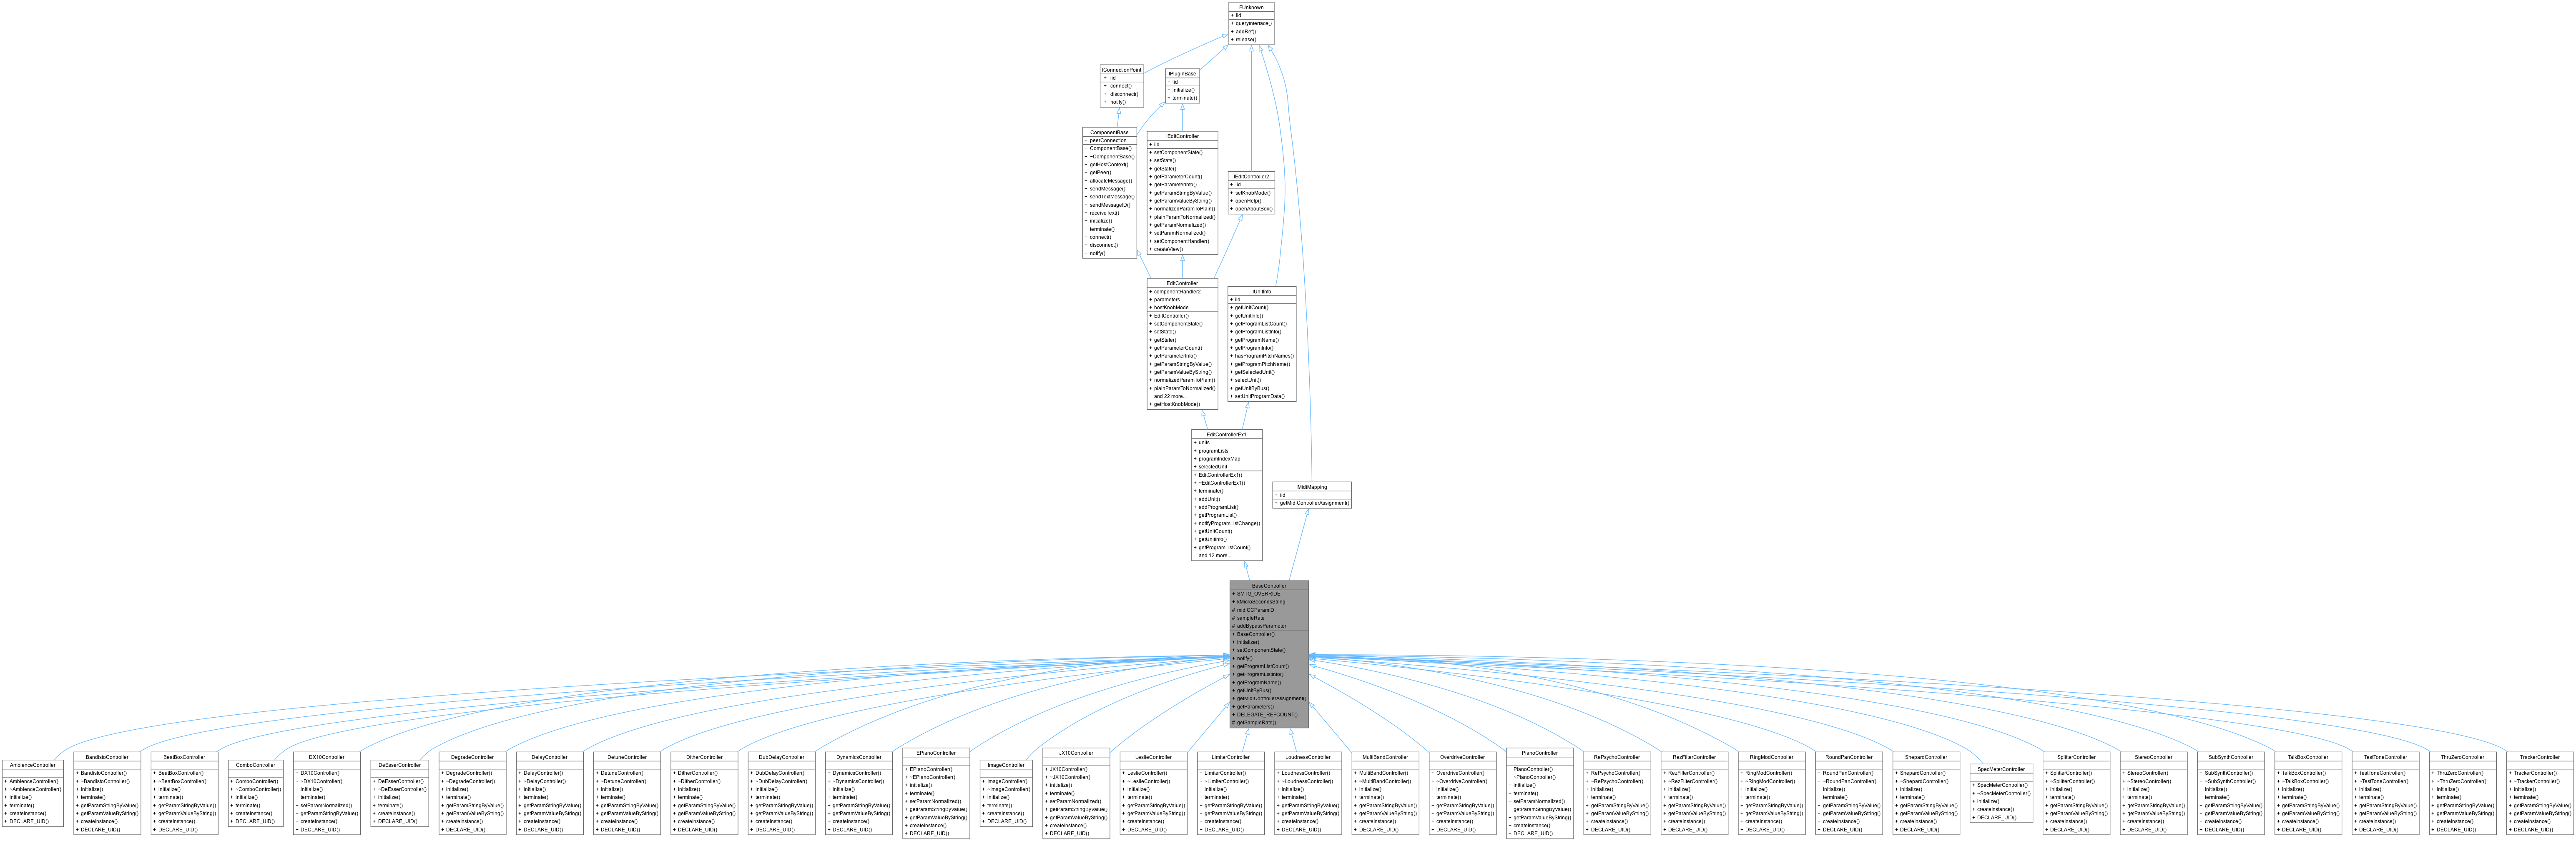 FUnknown
+ iid
+ queryInterface()
+ addRef()
+ release()
IConnectionPoint
+ iid
+ connect()
+ disconnect()
+ notify()
IPluginBase
+ iid
+ initialize()
+ terminate()
ComponentBase
+ peerConnection
+ ComponentBase()
+ ~ComponentBase()
+ getHostContext()
+ getPeer()
+ allocateMessage()
+ sendMessage()
+ sendTextMessage()
+ sendMessageID()
+ receiveText()
+ initialize()
+ terminate()
+ connect()
+ disconnect()
+ notify()
IEditController
+ iid
+ setComponentState()
+ setState()
+ getState()
+ getParameterCount()
+ getParameterInfo()
+ getParamStringByValue()
+ getParamValueByString()
+ normalizedParamToPlain()
+ plainParamToNormalized()
+ getParamNormalized()
+ setParamNormalized()
+ setComponentHandler()
+ createView()
IEditController2
+ iid
+ setKnobMode()
+ openHelp()
+ openAboutBox()
EditController
+ componentHandler2
+ parameters
+ hostKnobMode
+ EditController()
+ setComponentState()
+ setState()
+ getState()
+ getParameterCount()
+ getParameterInfo()
+ getParamStringByValue()
+ getParamValueByString()
+ normalizedParamToPlain()
+ plainParamToNormalized()
and 22 more...
+ getHostKnobMode()
IUnitInfo
+ iid
+ getUnitCount()
+ getUnitInfo()
+ getProgramListCount()
+ getProgramListInfo()
+ getProgramName()
+ getProgramInfo()
+ hasProgramPitchNames()
+ getProgramPitchName()
+ getSelectedUnit()
+ selectUnit()
+ getUnitByBus()
+ setUnitProgramData()
EditControllerEx1
+ units
+ programLists
+ programIndexMap
+ selectedUnit
+ EditControllerEx1()
+ ~EditControllerEx1()
+ terminate()
+ addUnit()
+ addProgramList()
+ getProgramList()
+ notifyProgramListChange()
+ getUnitCount()
+ getUnitInfo()
+ getProgramListCount()
and 12 more...
IMidiMapping
+ iid
+ getMidiControllerAssignment()
BaseController
+ SMTG_OVERRIDE
+ kMicroSecondsString
# midiCCParamID
# sampleRate
# addBypassParameter
+ BaseController()
+ initialize()
+ setComponentState()
+ notify()
+ getProgramListCount()
+ getProgramListInfo()
+ getProgramName()
+ getUnitByBus()
+ getMidiControllerAssignment()
+ getParameters()
+ DELEGATE_REFCOUNT()
# getSampleRate()
AmbienceController
+ AmbienceController()
+ ~AmbienceController()
+ initialize()
+ terminate()
+ createInstance()
+ DECLARE_UID()
BandistoController
+ BandistoController()
+ ~BandistoController()
+ initialize()
+ terminate()
+ getParamStringByValue()
+ getParamValueByString()
+ createInstance()
+ DECLARE_UID()
BeatBoxController
+ BeatBoxController()
+ ~BeatBoxController()
+ initialize()
+ terminate()
+ getParamStringByValue()
+ getParamValueByString()
+ createInstance()
+ DECLARE_UID()
ComboController
+ ComboController()
+ ~ComboController()
+ initialize()
+ terminate()
+ createInstance()
+ DECLARE_UID()
DX10Controller
+ DX10Controller()
+ ~DX10Controller()
+ initialize()
+ terminate()
+ setParamNormalized()
+ getParamStringByValue()
+ createInstance()
+ DECLARE_UID()
DeEsserController
+ DeEsserController()
+ ~DeEsserController()
+ initialize()
+ terminate()
+ createInstance()
+ DECLARE_UID()
DegradeController
+ DegradeController()
+ ~DegradeController()
+ initialize()
+ terminate()
+ getParamStringByValue()
+ getParamValueByString()
+ createInstance()
+ DECLARE_UID()
DelayController
+ DelayController()
+ ~DelayController()
+ initialize()
+ terminate()
+ getParamStringByValue()
+ getParamValueByString()
+ createInstance()
+ DECLARE_UID()
DetuneController
+ DetuneController()
+ ~DetuneController()
+ initialize()
+ terminate()
+ getParamStringByValue()
+ getParamValueByString()
+ createInstance()
+ DECLARE_UID()
DitherController
+ DitherController()
+ ~DitherController()
+ initialize()
+ terminate()
+ getParamStringByValue()
+ getParamValueByString()
+ createInstance()
+ DECLARE_UID()
DubDelayController
+ DubDelayController()
+ ~DubDelayController()
+ initialize()
+ terminate()
+ getParamStringByValue()
+ getParamValueByString()
+ createInstance()
+ DECLARE_UID()
DynamicsController
+ DynamicsController()
+ ~DynamicsController()
+ initialize()
+ terminate()
+ getParamStringByValue()
+ getParamValueByString()
+ createInstance()
+ DECLARE_UID()
EPianoController
+ EPianoController()
+ ~EPianoController()
+ initialize()
+ terminate()
+ setParamNormalized()
+ getParamStringByValue()
+ getParamValueByString()
+ createInstance()
+ DECLARE_UID()
ImageController
+ ImageController()
+ ~ImageController()
+ initialize()
+ terminate()
+ createInstance()
+ DECLARE_UID()
JX10Controller
+ JX10Controller()
+ ~JX10Controller()
+ initialize()
+ terminate()
+ setParamNormalized()
+ getParamStringByValue()
+ getParamValueByString()
+ createInstance()
+ DECLARE_UID()
LeslieController
+ LeslieController()
+ ~LeslieController()
+ initialize()
+ terminate()
+ getParamStringByValue()
+ getParamValueByString()
+ createInstance()
+ DECLARE_UID()
LimiterController
+ LimiterController()
+ ~LimiterController()
+ initialize()
+ terminate()
+ getParamStringByValue()
+ getParamValueByString()
+ createInstance()
+ DECLARE_UID()
LoudnessController
+ LoudnessController()
+ ~LoudnessController()
+ initialize()
+ terminate()
+ getParamStringByValue()
+ getParamValueByString()
+ createInstance()
+ DECLARE_UID()
MultiBandController
+ MultiBandController()
+ ~MultiBandController()
+ initialize()
+ terminate()
+ getParamStringByValue()
+ getParamValueByString()
+ createInstance()
+ DECLARE_UID()
OverdriveController
+ OverdriveController()
+ ~OverdriveController()
+ initialize()
+ terminate()
+ getParamStringByValue()
+ getParamValueByString()
+ createInstance()
+ DECLARE_UID()
PianoController
+ PianoController()
+ ~PianoController()
+ initialize()
+ terminate()
+ setParamNormalized()
+ getParamStringByValue()
+ getParamValueByString()
+ createInstance()
+ DECLARE_UID()
RePsychoController
+ RePsychoController()
+ ~RePsychoController()
+ initialize()
+ terminate()
+ getParamStringByValue()
+ getParamValueByString()
+ createInstance()
+ DECLARE_UID()
RezFilterController
+ RezFilterController()
+ ~RezFilterController()
+ initialize()
+ terminate()
+ getParamStringByValue()
+ getParamValueByString()
+ createInstance()
+ DECLARE_UID()
RingModController
+ RingModController()
+ ~RingModController()
+ initialize()
+ terminate()
+ getParamStringByValue()
+ getParamValueByString()
+ createInstance()
+ DECLARE_UID()
RoundPanController
+ RoundPanController()
+ ~RoundPanController()
+ initialize()
+ terminate()
+ getParamStringByValue()
+ getParamValueByString()
+ createInstance()
+ DECLARE_UID()
ShepardController
+ ShepardController()
+ ~ShepardController()
+ initialize()
+ terminate()
+ getParamStringByValue()
+ getParamValueByString()
+ createInstance()
+ DECLARE_UID()
SpecMeterController
+ SpecMeterController()
+ ~SpecMeterController()
+ initialize()
+ createInstance()
+ DECLARE_UID()
SplitterController
+ SplitterController()
+ ~SplitterController()
+ initialize()
+ terminate()
+ getParamStringByValue()
+ getParamValueByString()
+ createInstance()
+ DECLARE_UID()
StereoController
+ StereoController()
+ ~StereoController()
+ initialize()
+ terminate()
+ getParamStringByValue()
+ getParamValueByString()
+ createInstance()
+ DECLARE_UID()
SubSynthController
+ SubSynthController()
+ ~SubSynthController()
+ initialize()
+ terminate()
+ getParamStringByValue()
+ getParamValueByString()
+ createInstance()
+ DECLARE_UID()
TalkBoxController
+ TalkBoxController()
+ ~TalkBoxController()
+ initialize()
+ terminate()
+ getParamStringByValue()
+ getParamValueByString()
+ createInstance()
+ DECLARE_UID()
TestToneController
+ TestToneController()
+ ~TestToneController()
+ initialize()
+ terminate()
+ getParamStringByValue()
+ getParamValueByString()
+ createInstance()
+ DECLARE_UID()
ThruZeroController
+ ThruZeroController()
+ ~ThruZeroController()
+ initialize()
+ terminate()
+ getParamStringByValue()
+ getParamValueByString()
+ createInstance()
+ DECLARE_UID()
TrackerController
+ TrackerController()
+ ~TrackerController()
+ initialize()
+ terminate()
+ getParamStringByValue()
+ getParamValueByString()
+ createInstance()
+ DECLARE_UID()